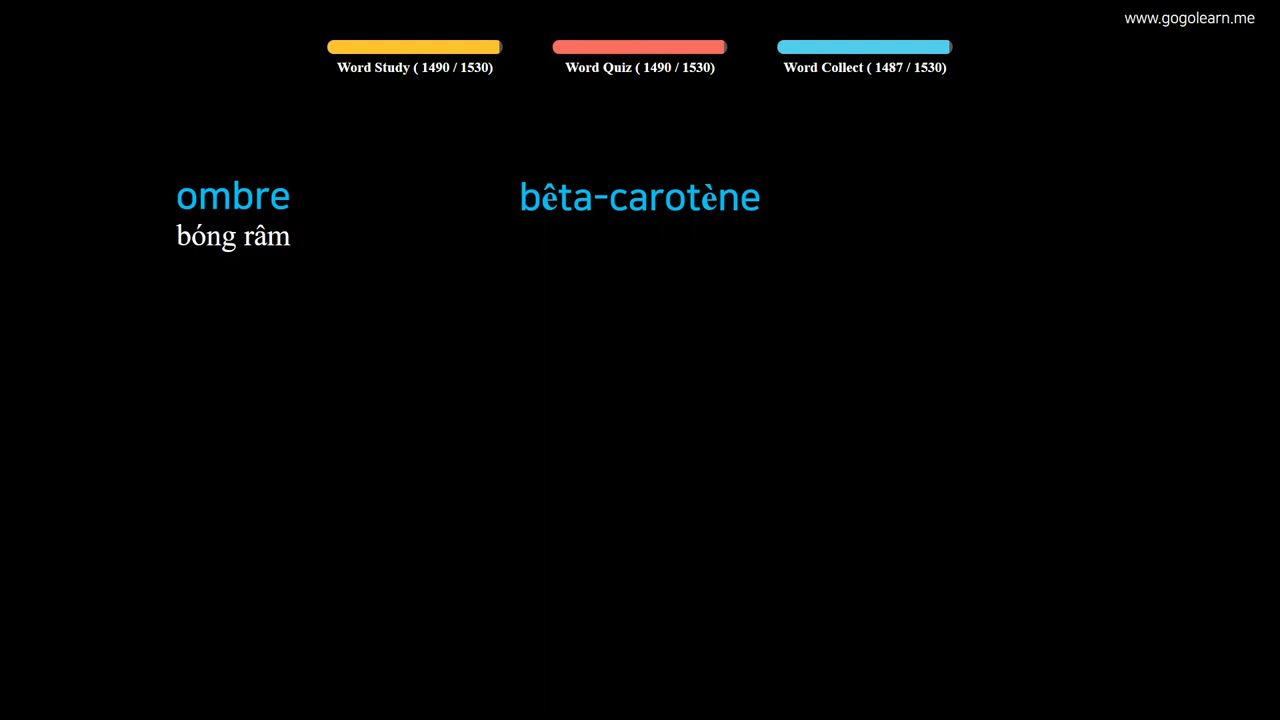 www.gogolearn.me
Word Study ( 1490 / 1530)
Word Quiz ( 1490 / 1530)
Word Collect ( 1487 / 1530)
ombre
bóng râm
bêta-carotène